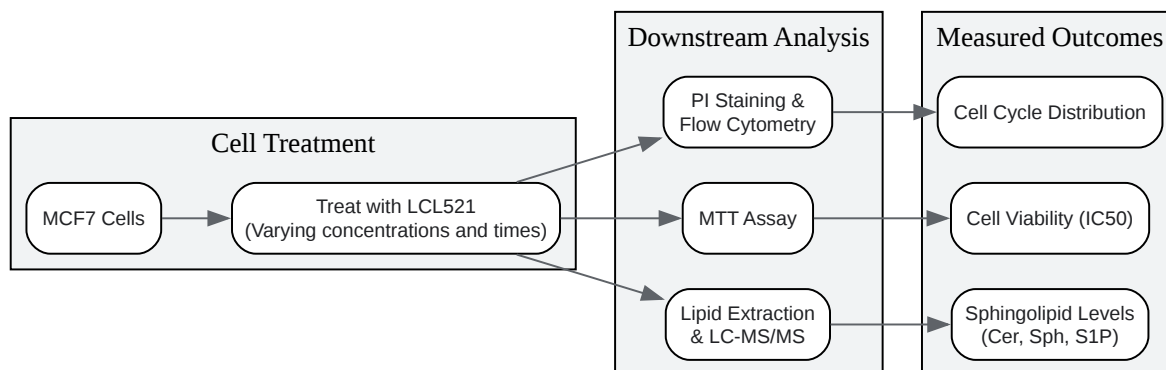 Cell Treatment
MCF7 Cells
Treat with LCL521
(Varying concentrations and times)
Downstream Analysis
PI Staining &
Flow Cytometry
MTT Assay
Lipid Extraction
& LC-MS/MS
Measured Outcomes
Cell Cycle Distribution
Cell Viability (IC50)
Sphingolipid Levels
(Cer, Sph, S1P)